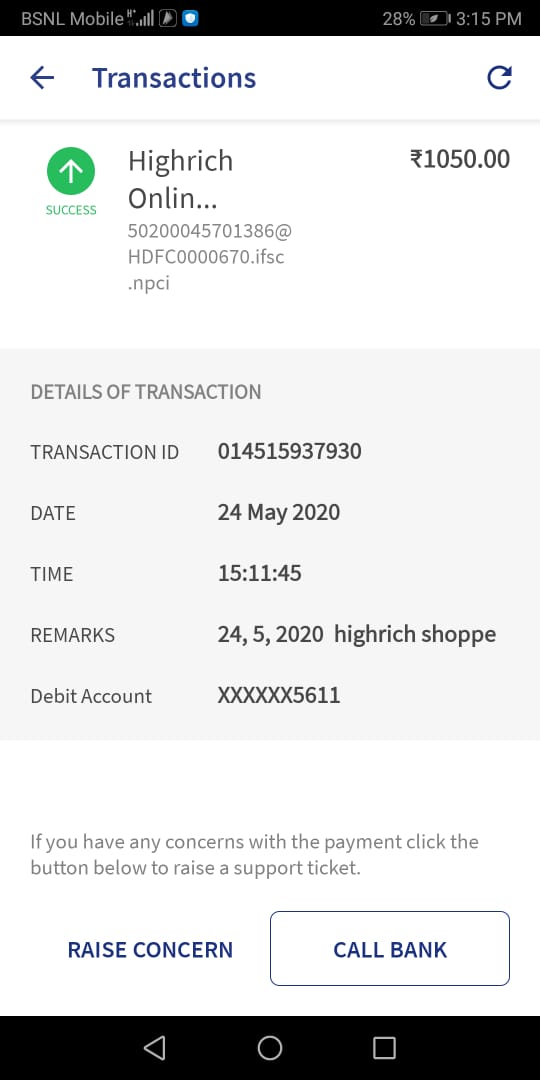 BSNL Mobile 28% 3:15 PM
Transactions
Highrich ₹1050.00
Onlin...
SUCCESS
50200045701386@
HDFC0000670.ifsc
.npci
DETAILS OF TRANSACTION
TRANSACTION ID 014515937930
DATE 24 May 2020
TIME 15:11:45
REMARKS 24, 5, 2020 highrich shoppe
Debit Account XXXXXX5611
If you have any concerns with the payment click the
button below to raise a support ticket.
RAISE CONCERN CALL BANK